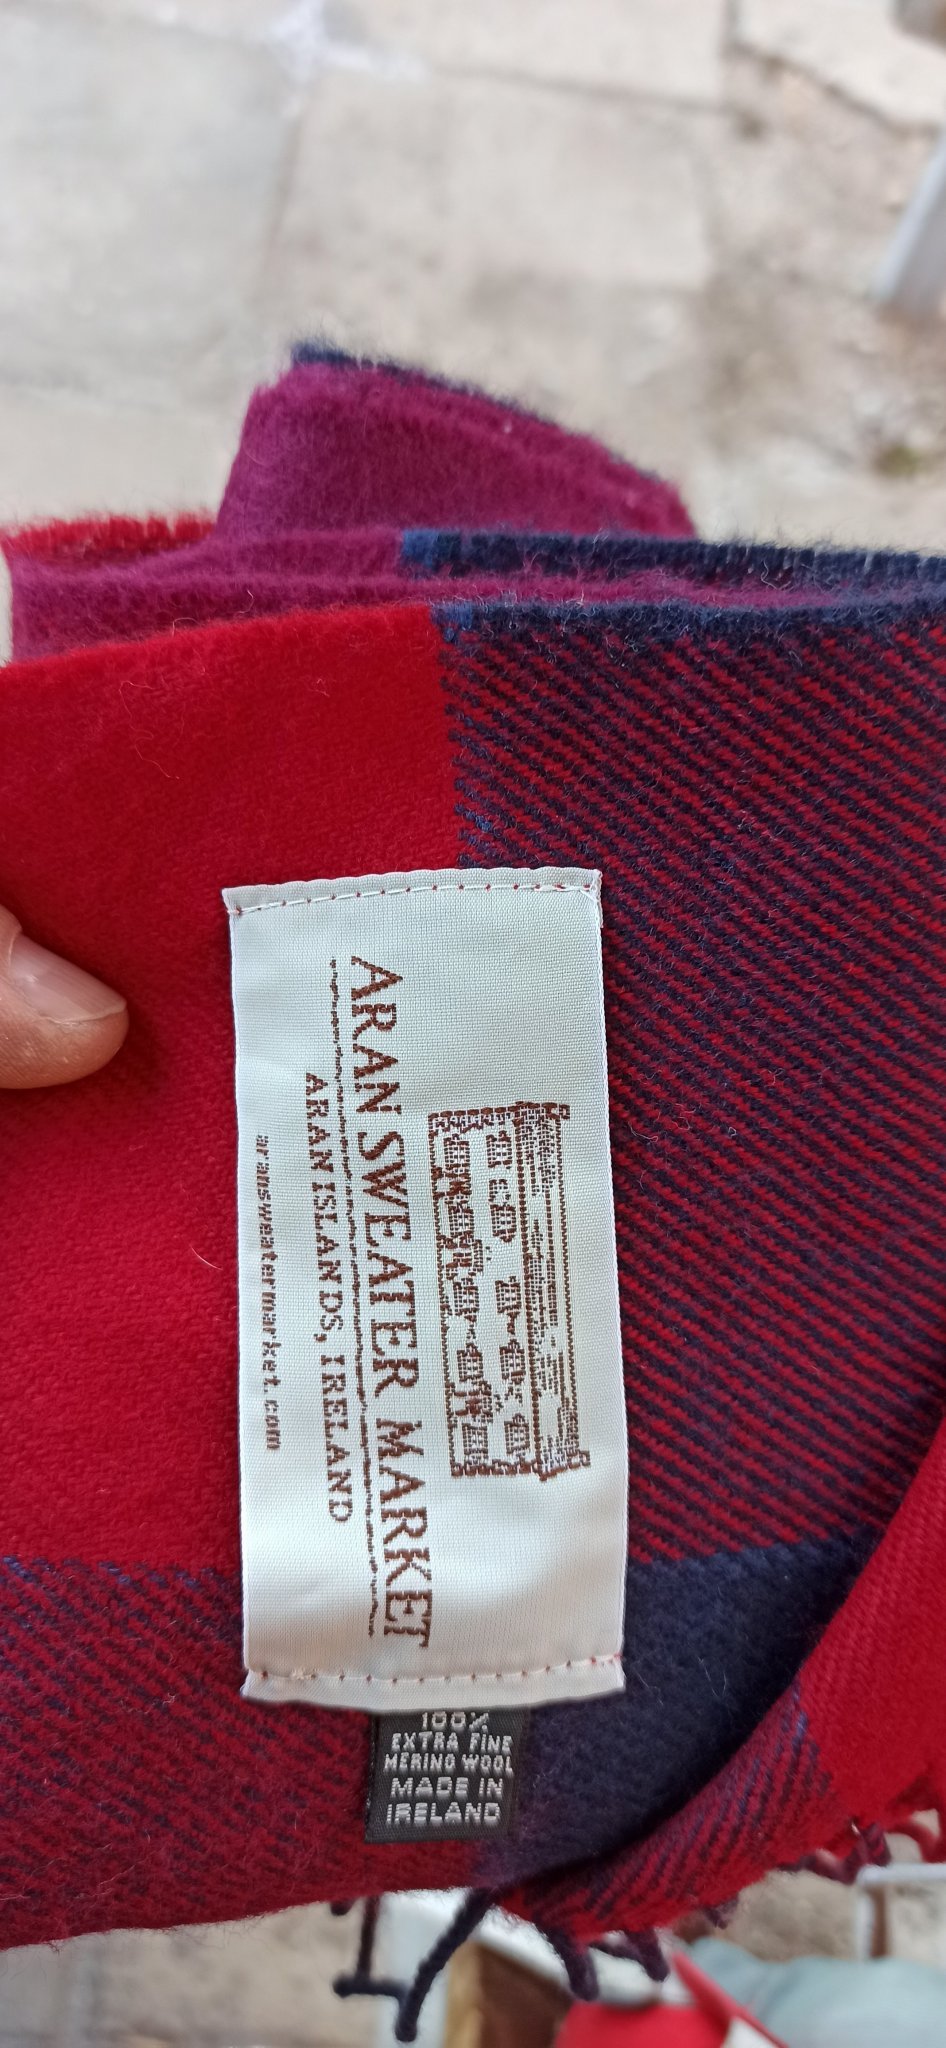 ARAN SWEATER MARKET
ARAN ISLANDS, IRELAND
aransweatermarket.com
100%
EXTRA FINE
MERINO WOOL
MADE IN
IRELAND